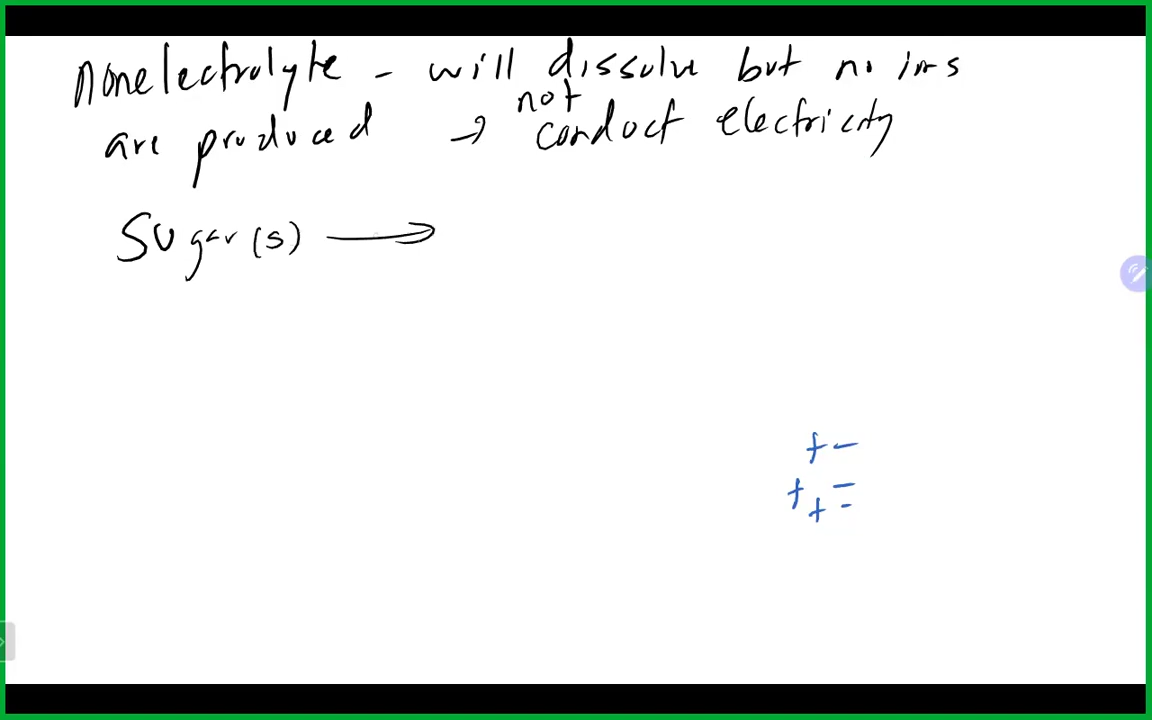 nonelectrolyte - will dissolve but no ions
are produced → not conduct electricity
Sugar(s) →
+ -
+ -
+ -